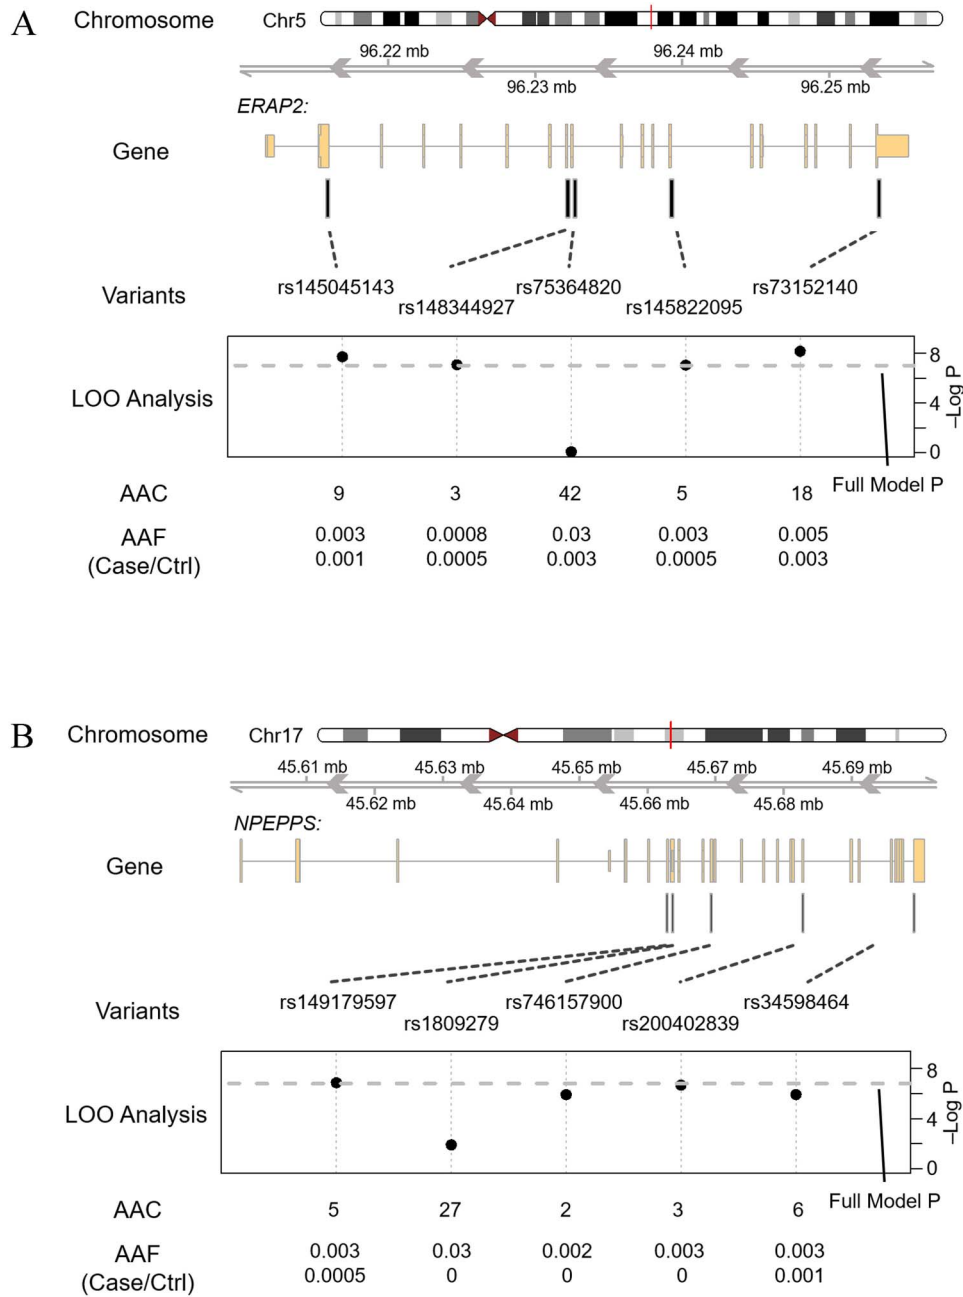 A
Chromosome
Chr5
96.22 mb
96.24 mb
96.23 mb
96.25 mb
ERAP2:
Gene
Variants
rs145045143
rs75364820
rs73152140
rs148344927
rs145822095
LOO Analysis
8
4
0
–Log P
Full Model P
AAC
9 3 42 5 18
AAF
(Case/Ctrl)
0.003 0.0008 0.03 0.003 0.005
0.001 0.0005 0.003 0.0005 0.003
B
Chromosome
Chr17
45.61 mb
45.63 mb
45.65 mb
45.67 mb
45.69 mb
45.62 mb
45.64 mb
45.66 mb
45.68 mb
NPEPPS:
Gene
Variants
rs149179597
rs746157900
rs34598464
rs1809279
rs200402839
LOO Analysis
8
4
0
–Log P
Full Model P
AAC
5 27 2 3 6
AAF
(Case/Ctrl)
0.003 0.03 0.002 0.003 0.003
0.0005 0 0 0 0.001